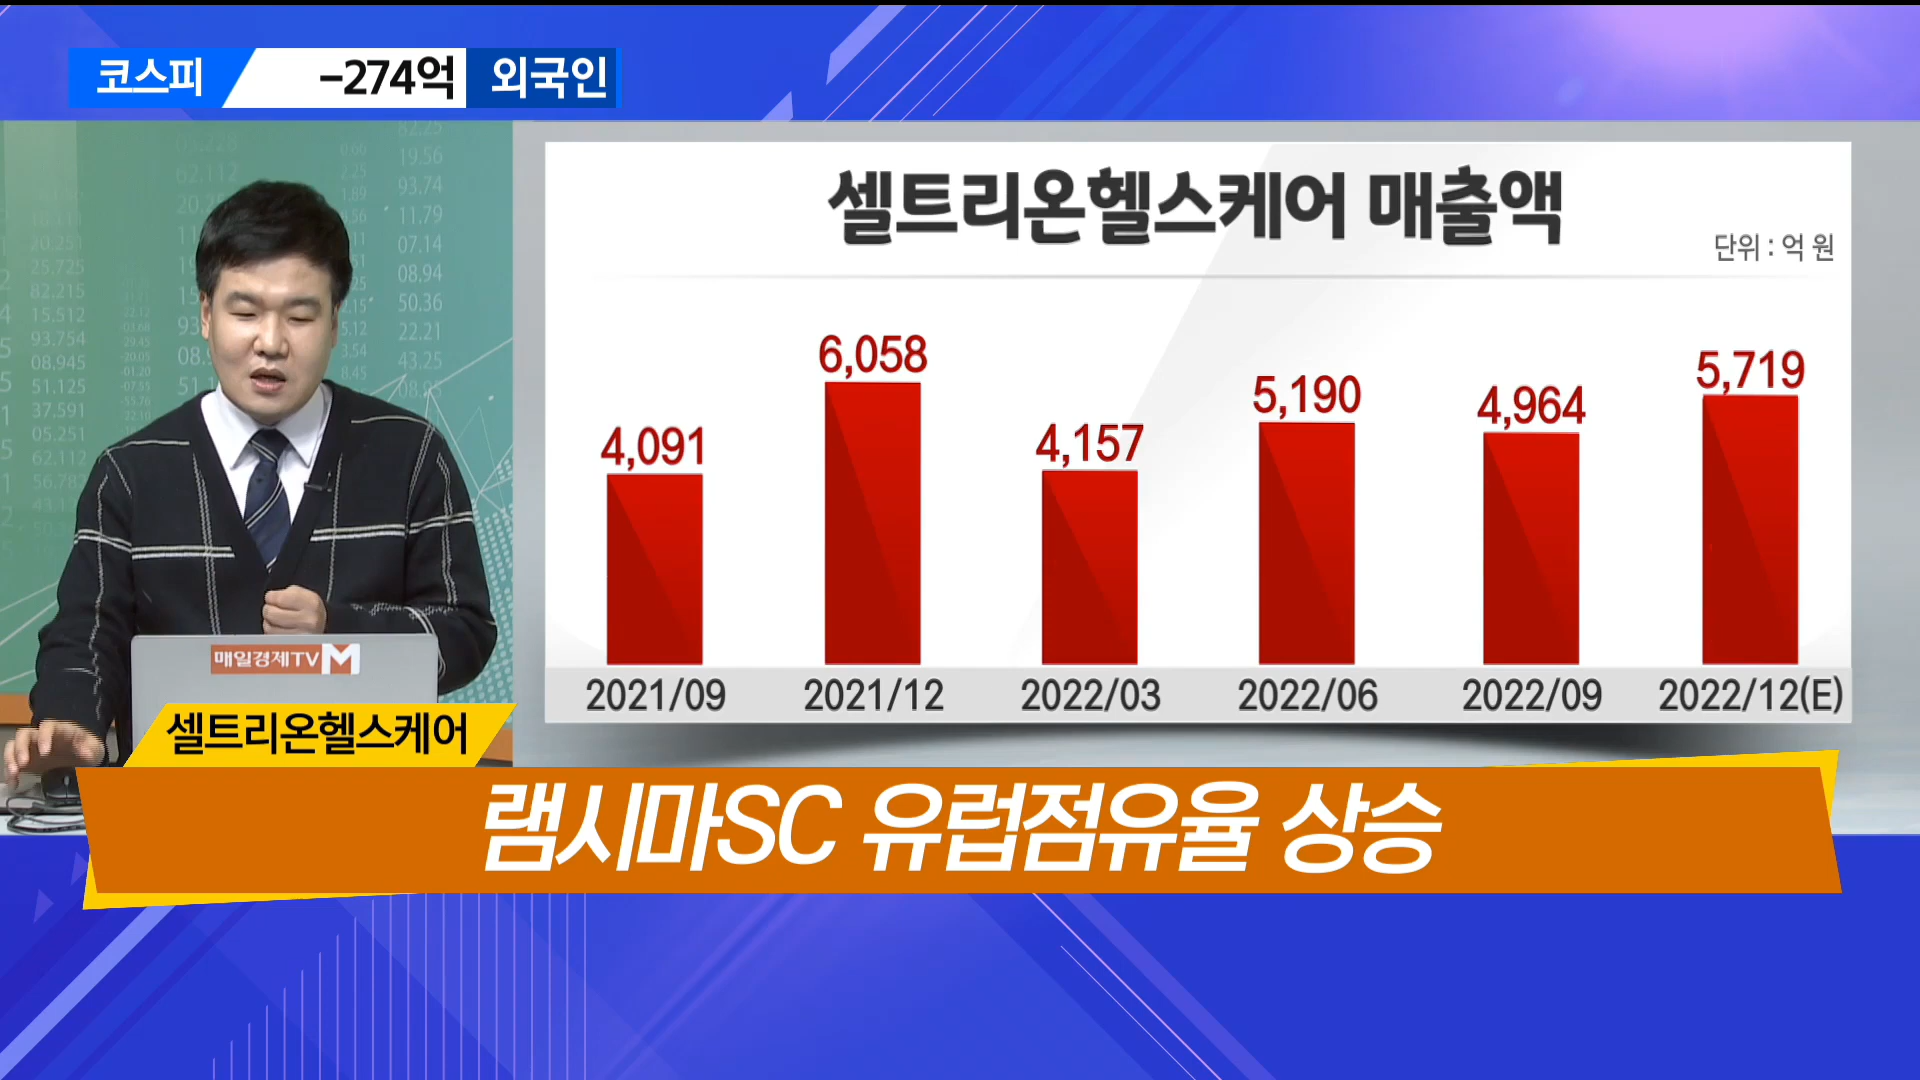 코스피 -274억 외국인
셀트리온헬스케어 매출액
단위 : 억 원
4,091 6,058 4,157 5,190 4,964 5,719
2021/09 2021/12 2022/03 2022/06 2022/09 2022/12(E)
매일경제TV M
셀트리온헬스케어
램시마SC 유럽점유율 상승